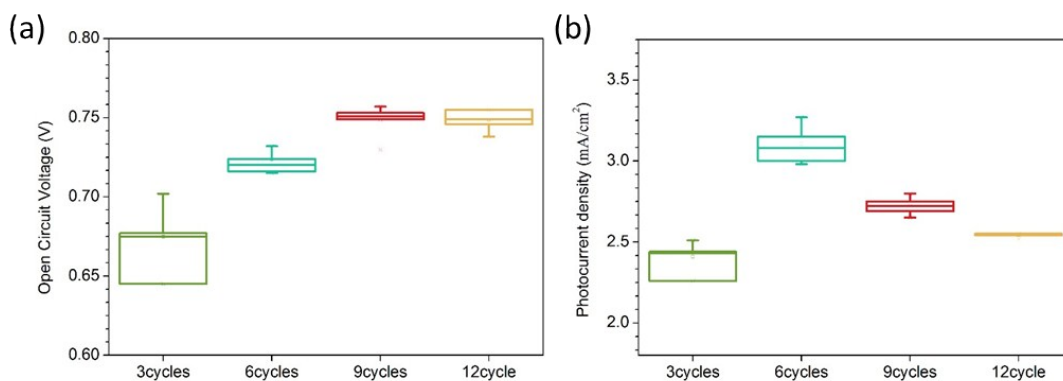 (a)
Open Circuit Voltage (V)
0.80
0.75
0.70
0.65
0.60
3cycles 6cycles 9cycles 12cycle
(b)
Photocurrent density (mA/cm²)
3.5
3.0
2.5
2.0
3cycles 6cycles 9cycles 12cycle